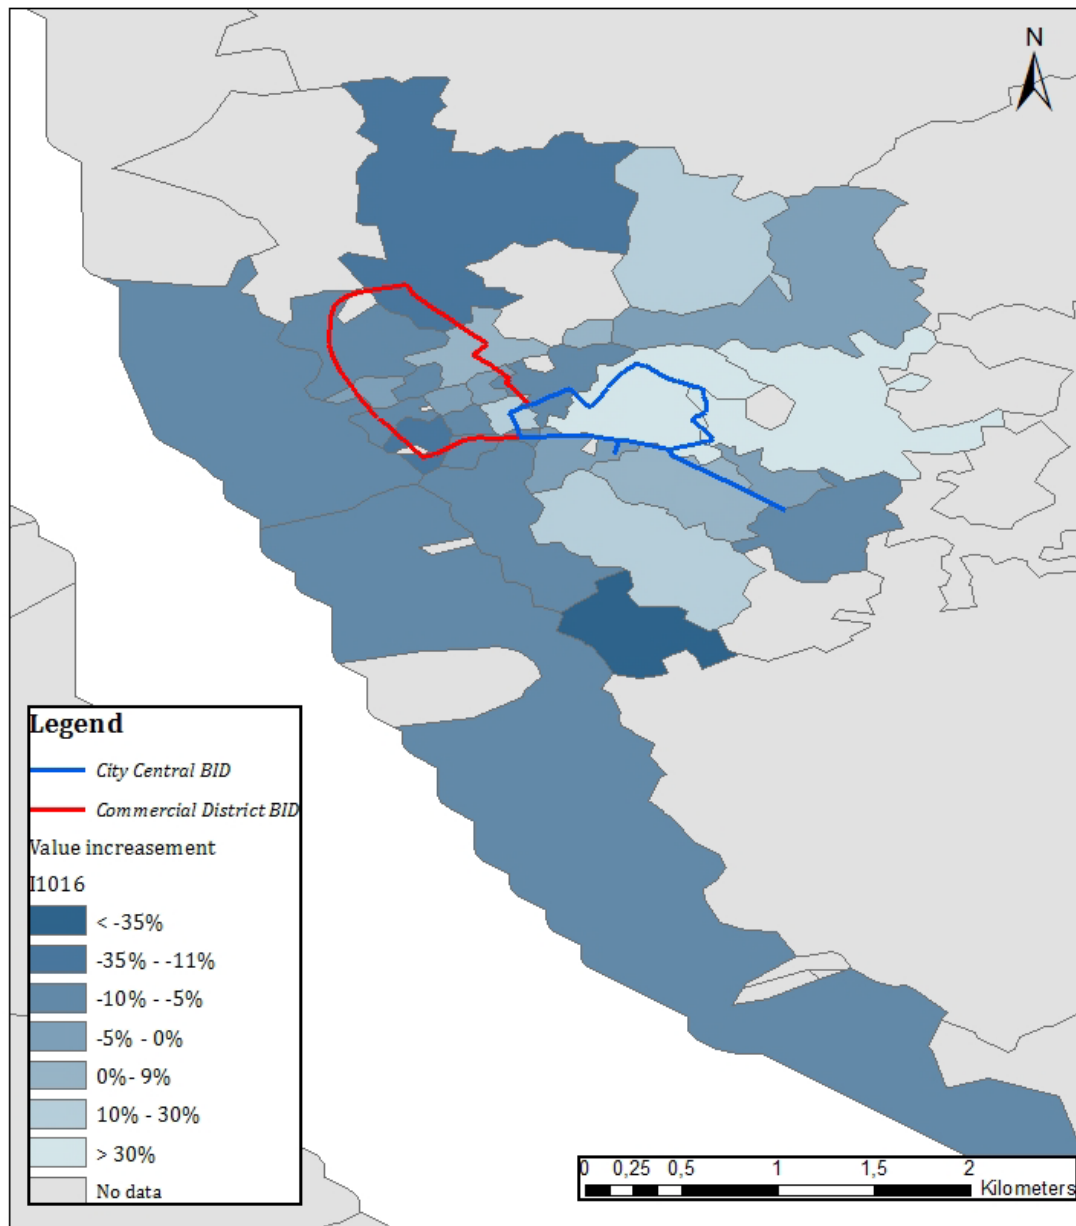 N
Legend
City Central BID
Commercial District BID
Value increasement
I1016
< -35%
-35% - -11%
-10% - -5%
-5% - 0%
0%- 9%
10% - 30%
> 30%
No data
0 0,25 0,5 1 1,5 2
Kilometers